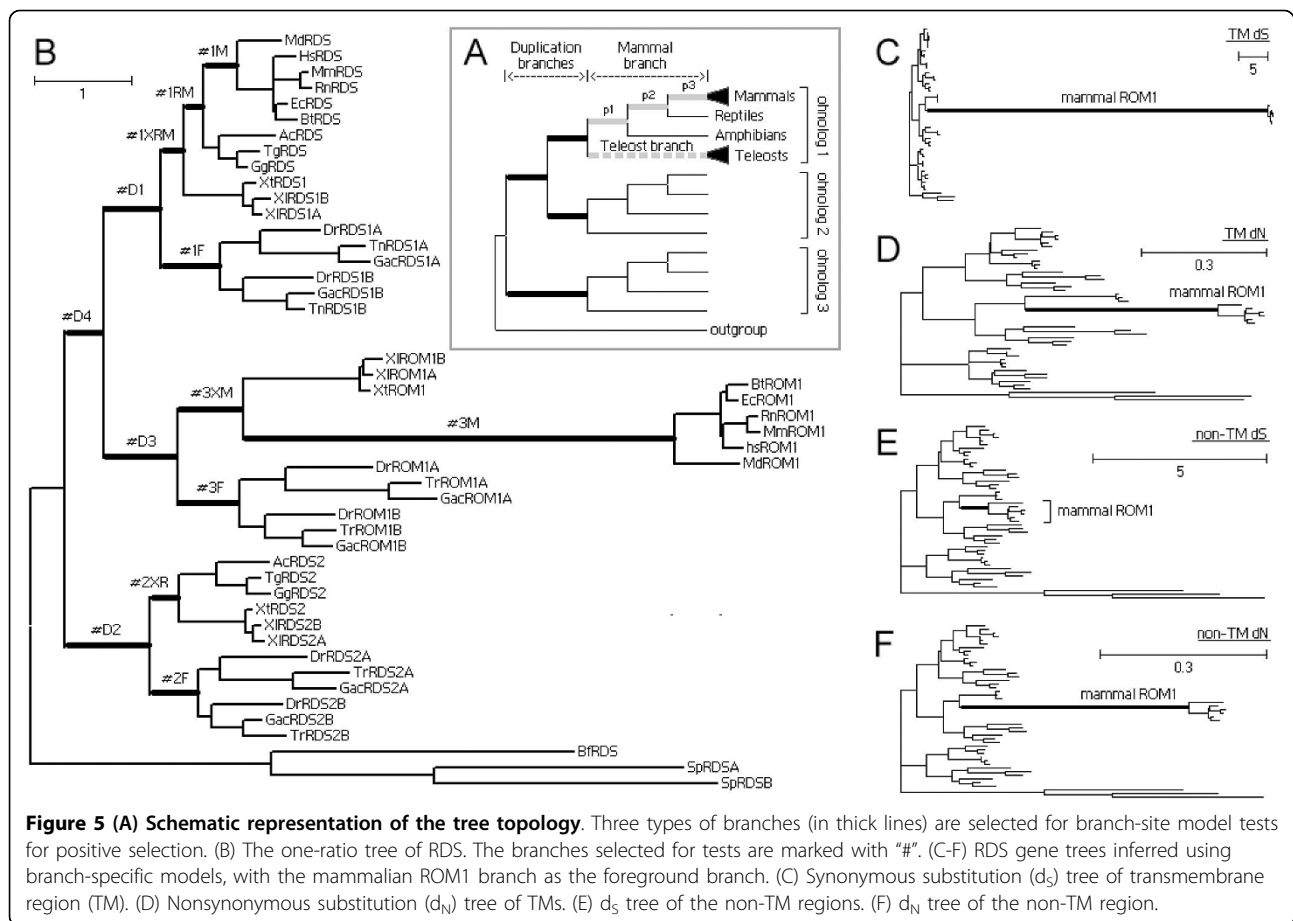 B
1
#1M
#1RM
#1XRM
#D1
#1F
#D4
#3XM
#3M
#D3
#3F
#2XR
#D2
#2F
MdRDS
HsRDS
MmRDS
RnRDS
EcRDS
BtRDS
AcRDS
TgRDS
GgRDS
XtRDS1
XlRDS1B
XlRDS1A
DrRDS1A
TnRDS1A
GacRDS1A
DrRDS1B
GacRDS1B
TnRDS1B
XlROM1B
XlROM1A
XtROM1
BtROM1
EcROM1
RnROM1
MmROM1
hsROM1
MdROM1
DrROM1A
TrROM1A
GacROM1A
DrROM1B
TrROM1B
GacROM1B
AcRDS2
TgRDS2
GgRDS2
XtRDS2
XlRDS2B
XlRDS2A
DrRDS2A
TrRDS2A
GacRDS2A
DrRDS2B
GacRDS2B
TrRDS2B
BfRDS
SpRDSA
SpRDSB
A
Duplication branches
Mammal branch
p1
p2
p3
Mammals
Reptiles
Amphibians
Teleost branch
Teleosts
ohnolog 1
ohnolog 2
ohnolog 3
outgroup
C
TM dS
5
mammal ROM1
D
TM dN
0.3
mammal ROM1
E
non-TM dS
5
mammal ROM1
F
non-TM dN
0.3
mammal ROM1
Figure 5 (A) Schematic representation of the tree topology. Three types of branches (in thick lines) are selected for branch-site model tests
for positive selection. (B) The one-ratio tree of RDS. The branches selected for tests are marked with “#”. (C-F) RDS gene trees inferred using
branch-specific models, with the mammalian ROM1 branch as the foreground branch. (C) Synonymous substitution (dS) tree of transmembrane
region (TM). (D) Nonsynonymous substitution (dN) tree of TMs. (E) dS tree of the non-TM regions. (F) dN tree of the non-TM region.